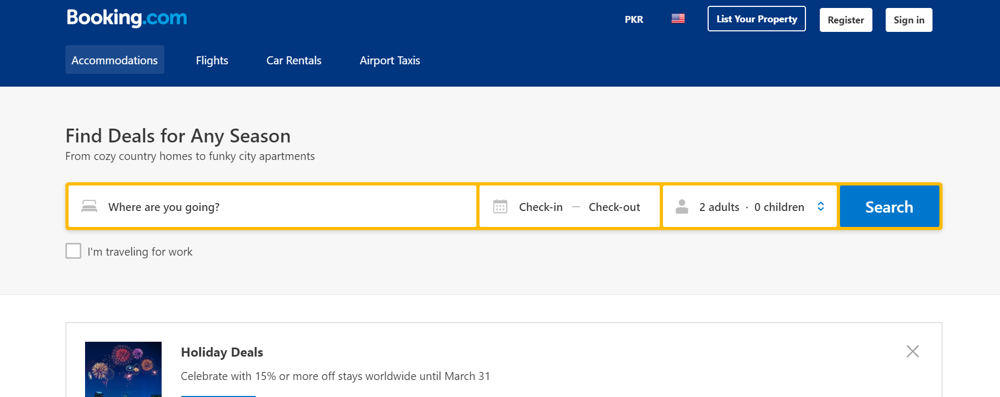 Booking.com
PKR
List Your Property
Register
Sign in
Accommodations
Flights
Car Rentals
Airport Taxis
Find Deals for Any Season
From cozy country homes to funky city apartments
Where are you going?
Check-in — Check-out
2 adults · 0 children
Search
I'm traveling for work
Holiday Deals
Celebrate with 15% or more off stays worldwide until March 31